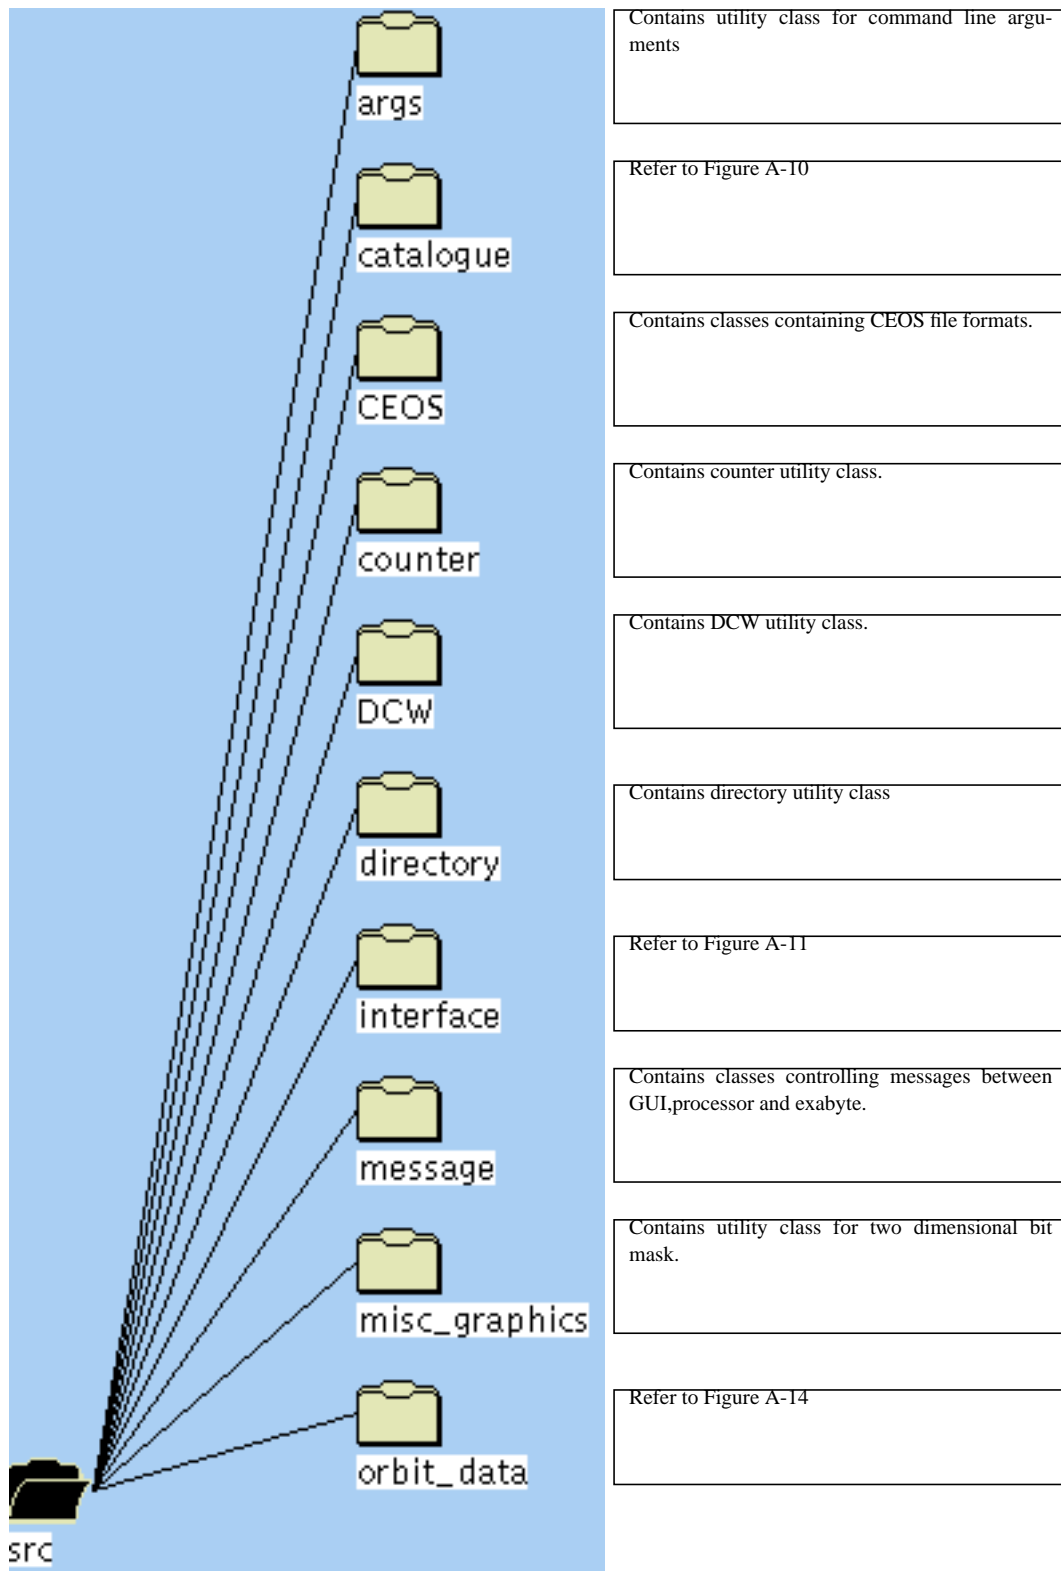 Contains utility class for command line argu-
ments
args
Refer to Figure A-10
catalogue
Contains classes containing CEOS file formats.
CEOS
Contains counter utility class.
counter
Contains DCW utility class.
DCW
Contains directory utility class
directory
Refer to Figure A-11
interface
Contains classes controlling messages between
GUI,processor and exabyte.
message
Contains utility class for two dimensional bit
mask.
misc_graphics
Refer to Figure A-14
orbit_data
src